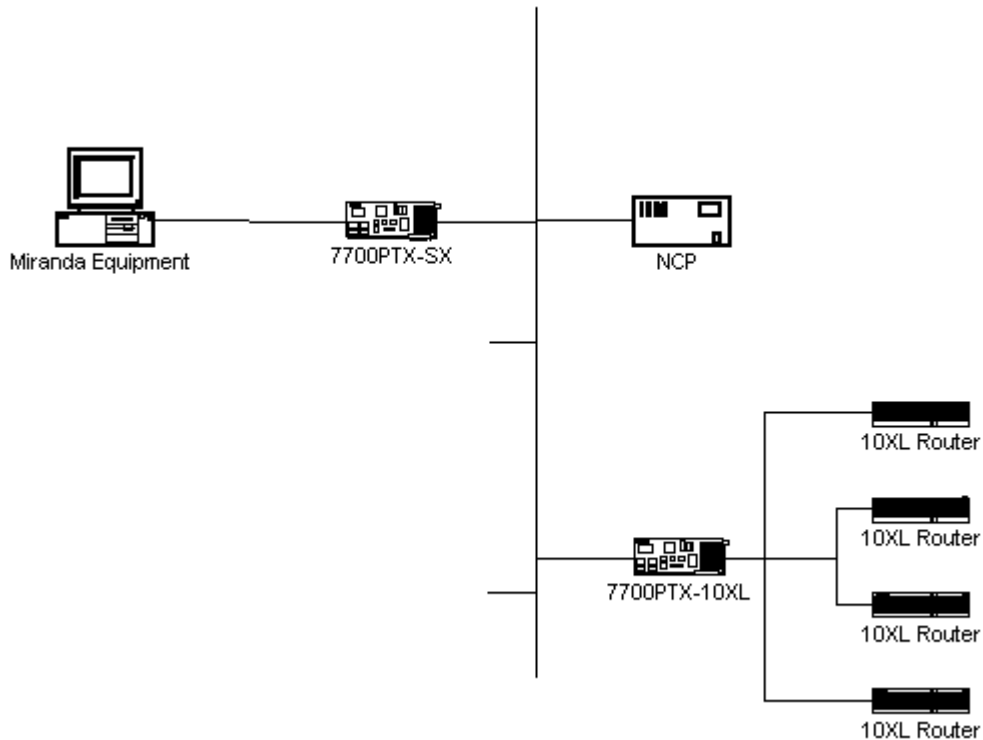 Miranda Equipment
7700PTX-SX
NCP
10XL Router
10XL Router
7700PTX-10XL
10XL Router
10XL Router